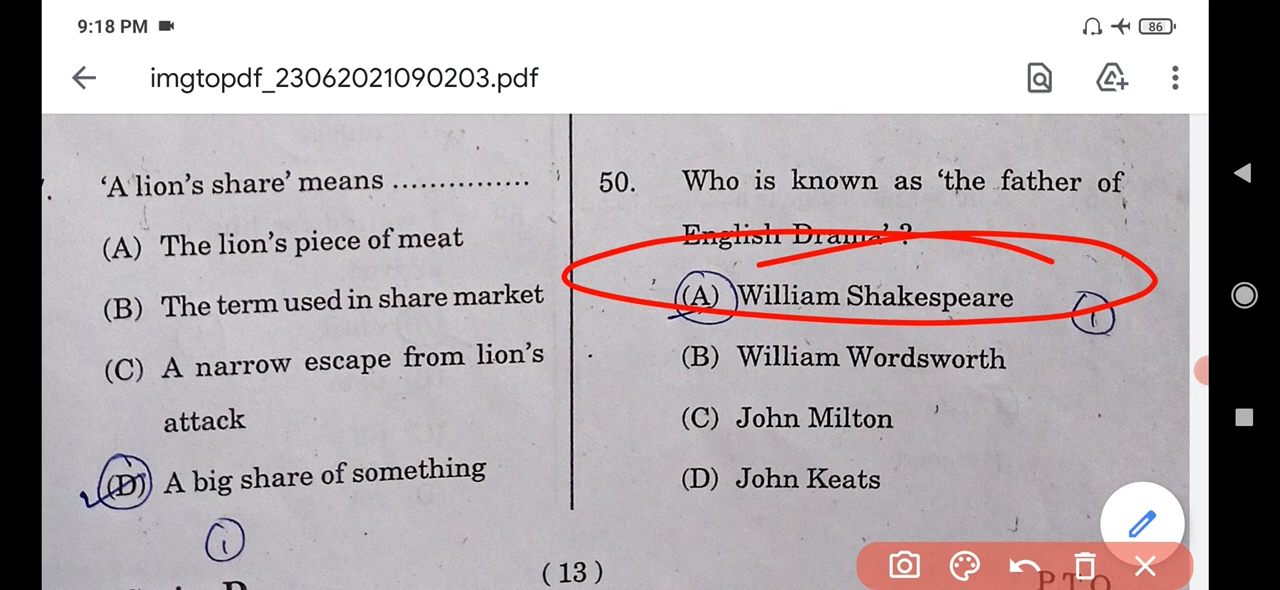 9:18 PM
86
imgtopdf_23062021090203.pdf
'A lion's share' means ...............
(A) The lion's piece of meat
(B) The term used in share market
(C) A narrow escape from lion's
attack
(D) A big share of something
1
50. Who is known as 'the father of
English Drama' ?
(A) William Shakespeare
1
(B) William Wordsworth
(C) John Milton
(D) John Keats
( 13 )
P T O